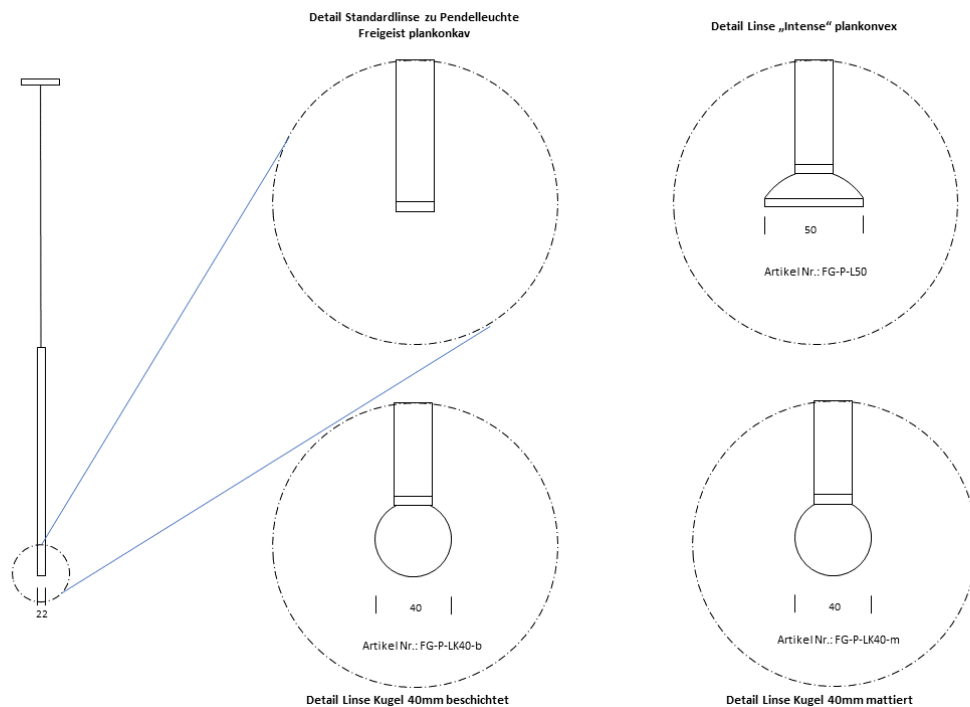 Detail Standardlinse zu Pendelleuchte
Freigeist plankonkav
Detail Linse „Intense“ plankonvex
50
Artikel Nr.: FG-P-L50
22
40
Artikel Nr.: FG-P-LK40-b
Detail Linse Kugel 40mm beschichtet
40
Artikel Nr.: FG-P-LK40-m
Detail Linse Kugel 40mm mattiert